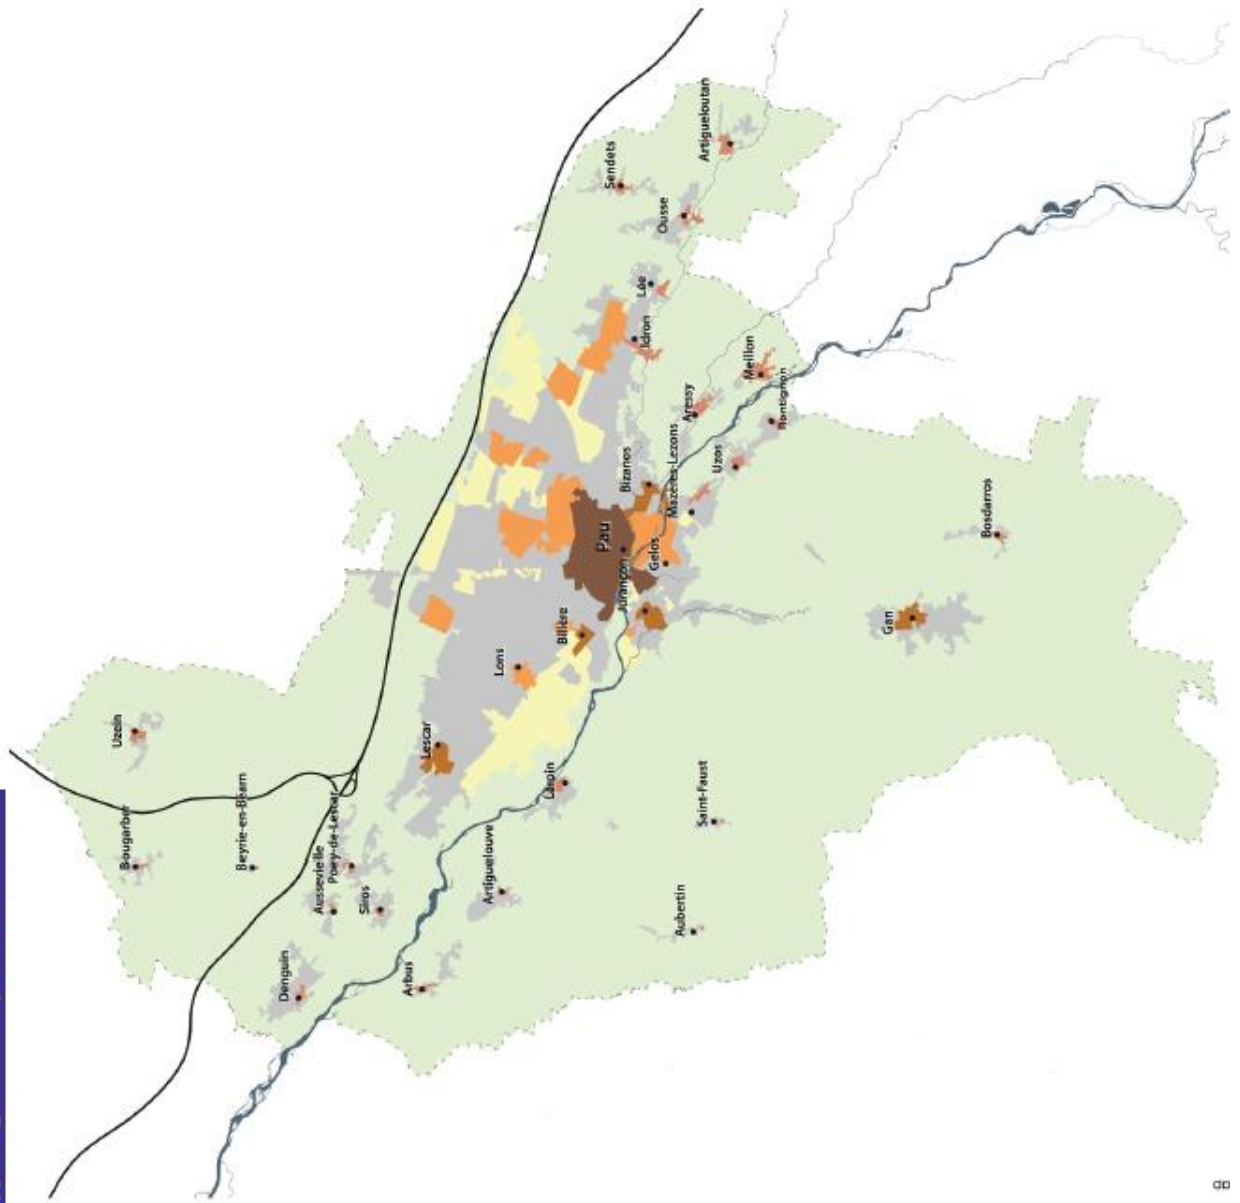 Artigueloutan
Sendets
Ousse
Lée
Idron
Meillon
Rontignon
Aressy
Uzos
Mazères-Lezons
Bizanos
Bosdarros
Pau
Gelos
Jurançon
Billère
Gan
Lons
Lescar
Uzein
Laroin
Saint-Faust
Bougarber
Beyrie-en-Béarn
Poey-de-Lescar
Aussevielle
Siros
Artiguelouve
Aubertin
Denguin
Arbus